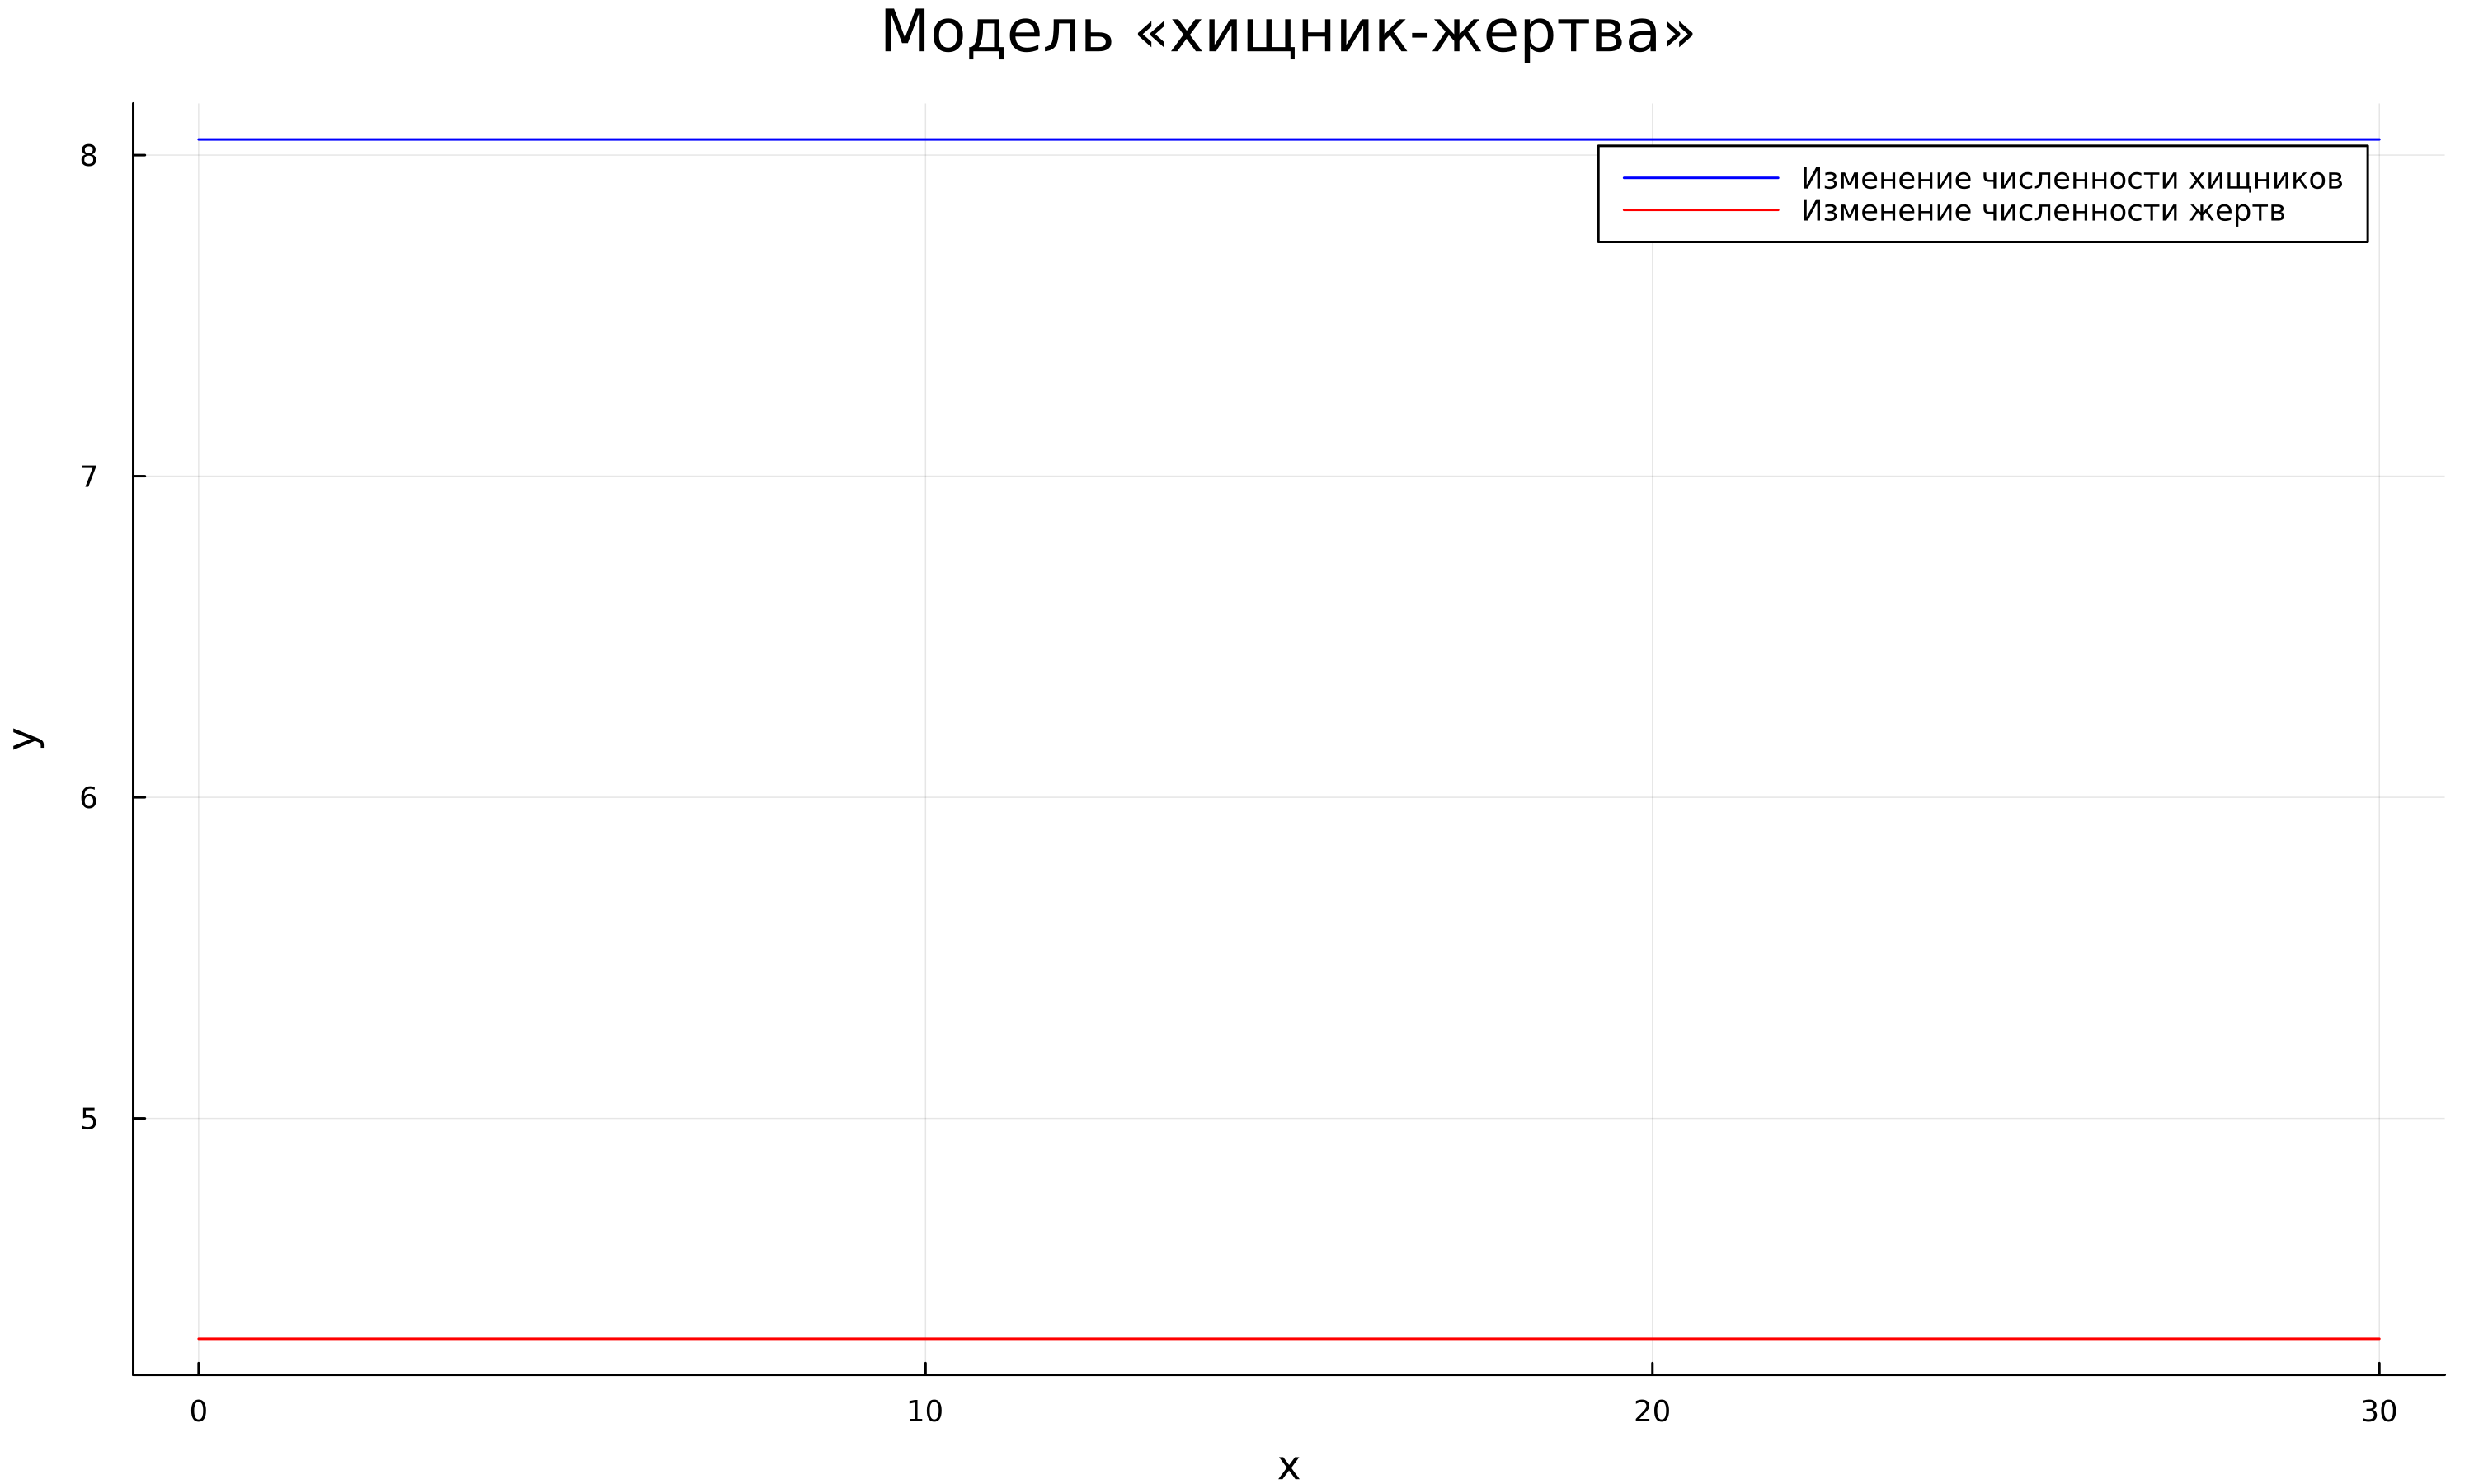 Модель «хищник-жертва»
8
Изменение численности хищников
Изменение численности жертв
7
6
y
5
0 10 20 30
x